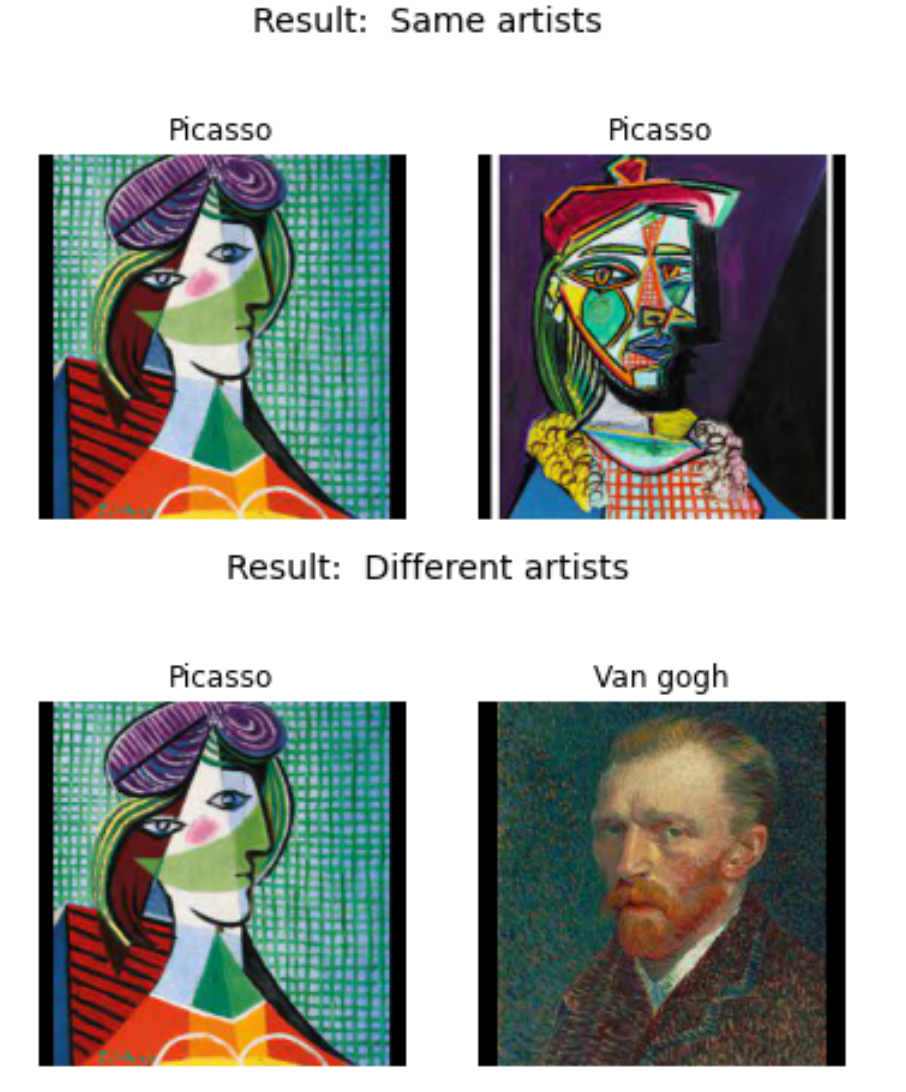 Result:  Same artists
Picasso
Picasso
Result:  Different artists
Picasso
Van gogh